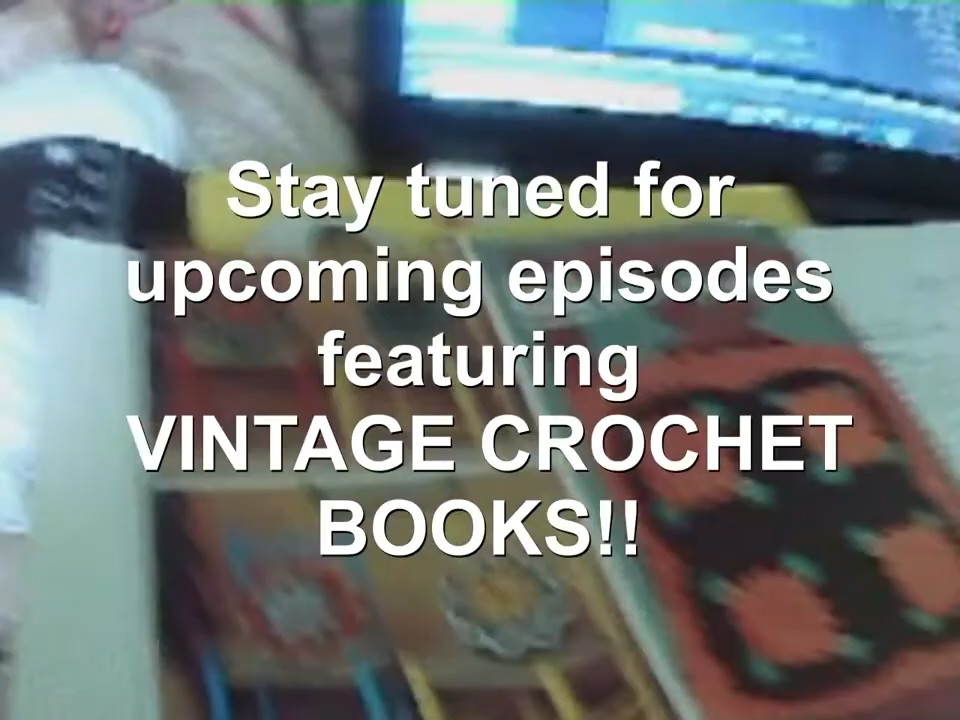 Stay tuned for
upcoming episodes
featuring
VINTAGE CROCHET
BOOKS!!